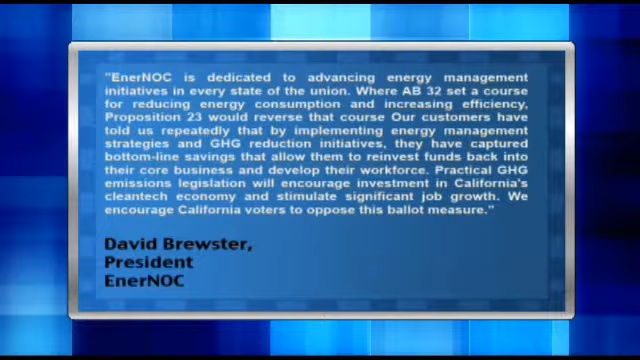 "EnerNOC is dedicated to advancing energy management
initiatives in every state of the union. Where AB 32 set a course
for reducing energy consumption and increasing efficiency,
Proposition 23 would reverse that course Our customers have
told us repeatedly that by implementing energy management
strategies and GHG reduction initiatives, they have captured
bottom-line savings that allow them to reinvest funds back into
their core business and develop their workforce. Practical GHG
emissions legislation will encourage investment in California's
cleantech economy and stimulate significant job growth. We
encourage California voters to oppose this ballot measure."
David Brewster,
President
EnerNOC